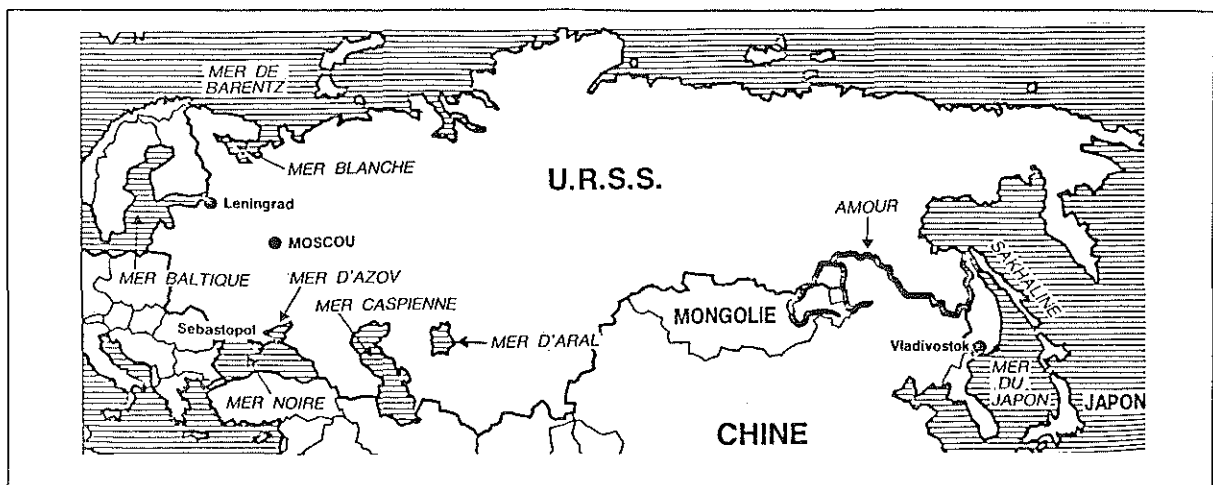 MER DE
BARENTZ
MER BLANCHE
U.R.S.S.
Leningrad
AMOUR
MOSCOU
SAKHALINE
MER BALTIQUE
MER D'AZOV
MER CASPIENNE
MONGOLIE
Sebastopol
MER D'ARAL
Vladivostok
MER
DU
JAPON
JAPON
MER NOIRE
CHINE